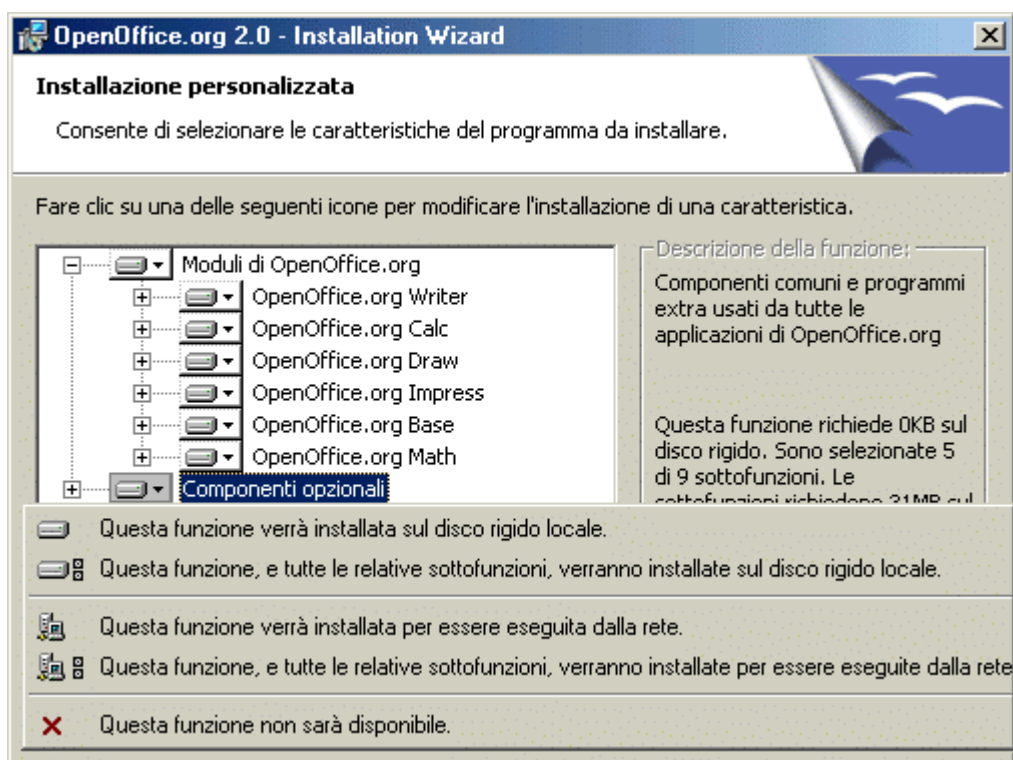 OpenOffice.org 2.0 - Installation Wizard
Installazione personalizzata
Consente di selezionare le caratteristiche del programma da installare.
Fare clic su una delle seguenti icone per modificare l'installazione di una caratteristica.
Moduli di OpenOffice.org
OpenOffice.org Writer
OpenOffice.org Calc
OpenOffice.org Draw
OpenOffice.org Impress
OpenOffice.org Base
OpenOffice.org Math
Componenti opzionali
Descrizione della funzione:
Componenti comuni e programmi
extra usati da tutte le
applicazioni di OpenOffice.org
Questa funzione richiede 0KB sul
disco rigido. Sono selezionate 5
di 9 sottofunzioni. Le
sottofunzioni richiedono 31MB sul
Questa funzione verrà installata sul disco rigido locale.
Questa funzione, e tutte le relative sottofunzioni, verranno installate sul disco rigido locale.
Questa funzione verrà installata per essere eseguita dalla rete.
Questa funzione, e tutte le relative sottofunzioni, verranno installate per essere eseguite dalla rete
Questa funzione non sarà disponibile.